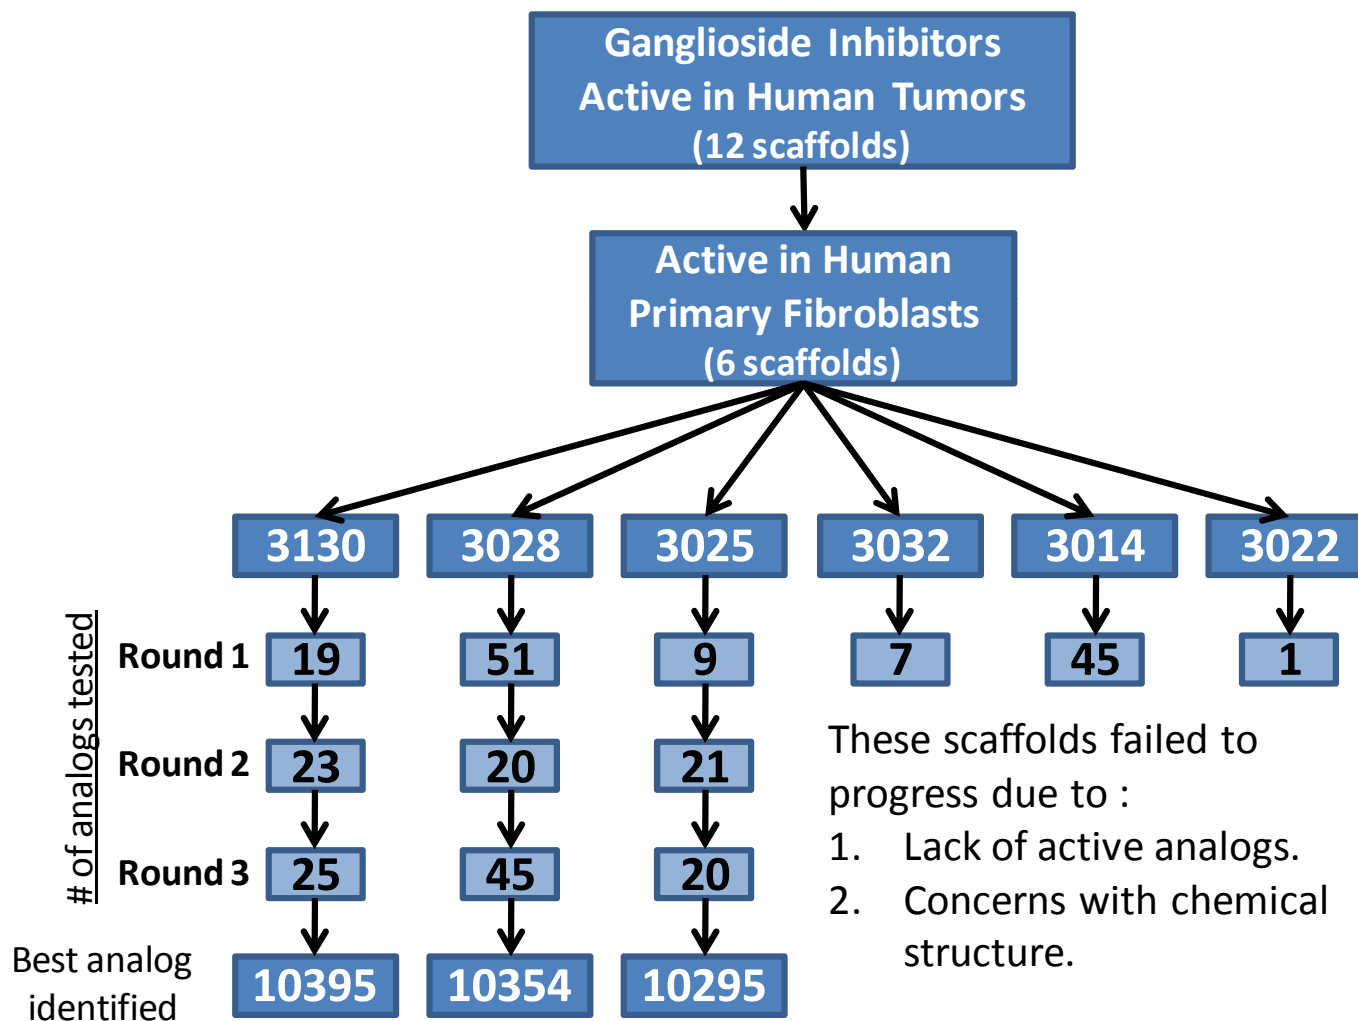 Ganglioside Inhibitors
Active in Human Tumors
(12 scaffolds)
Active in Human
Primary Fibroblasts
(6 scaffolds)
3130 3028 3025 3032 3014 3022
# of analogs tested
Round 1 19 51 9 7 45 1
Round 2 23 20 21
Round 3 25 45 20
These scaffolds failed to
progress due to :
1. Lack of active analogs.
2. Concerns with chemical
structure.
Best analog
identified
10395 10354 10295